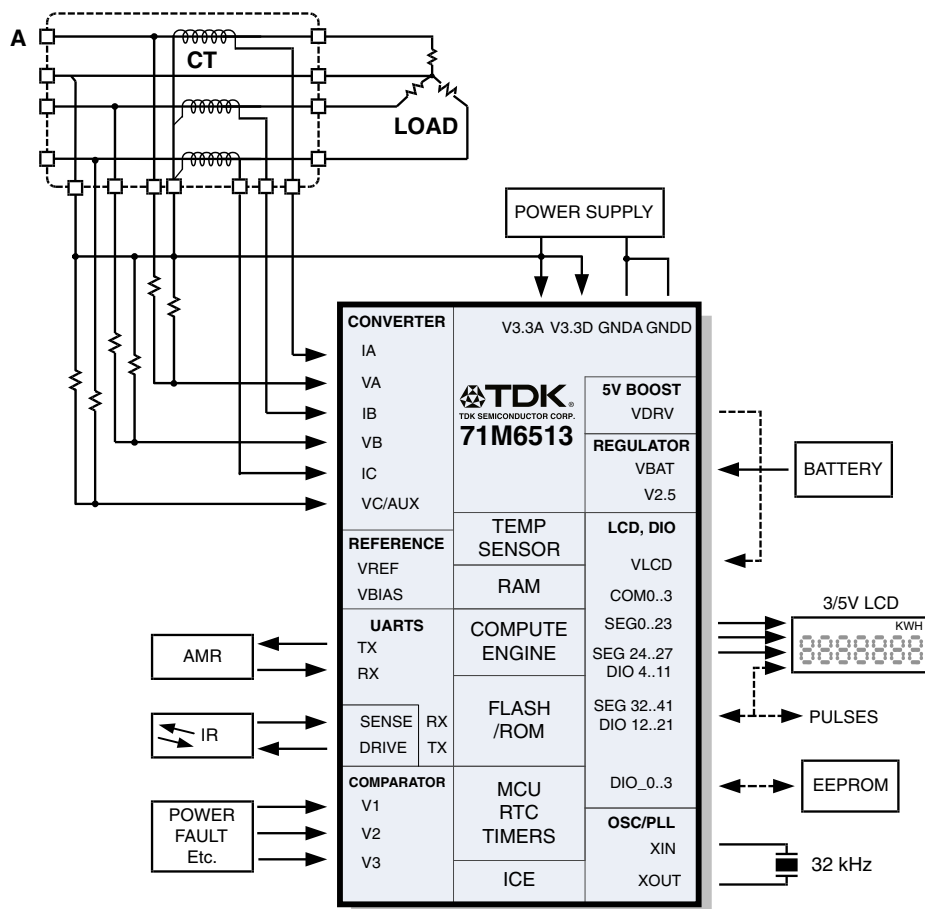 A
CT
LOAD
POWER SUPPLY
CONVERTER
V3.3A V3.3D GNDA GNDD
IA
VA
IB
VB
IC
VC/AUX
TDK®
TDK SEMICONDUCTOR CORP.
71M6513
5V BOOST
VDRV
REGULATOR
VBAT
V2.5
BATTERY
REFERENCE
VREF
VBIAS
TEMP
SENSOR
RAM
LCD, DIO
VLCD
COM0..3
SEG0..23
SEG 24..27
DIO 4..11
SEG 32..41
DIO 12..21
DIO_0..3
3/5V LCD
KWH
PULSES
EEPROM
UARTS
TX
RX
AMR
COMPUTE
ENGINE
SENSE RX
DRIVE TX
IR
FLASH
/ROM
COMPARATOR
V1
V2
V3
POWER
FAULT
Etc.
MCU
RTC
TIMERS
ICE
OSC/PLL
XIN
XOUT
32 kHz